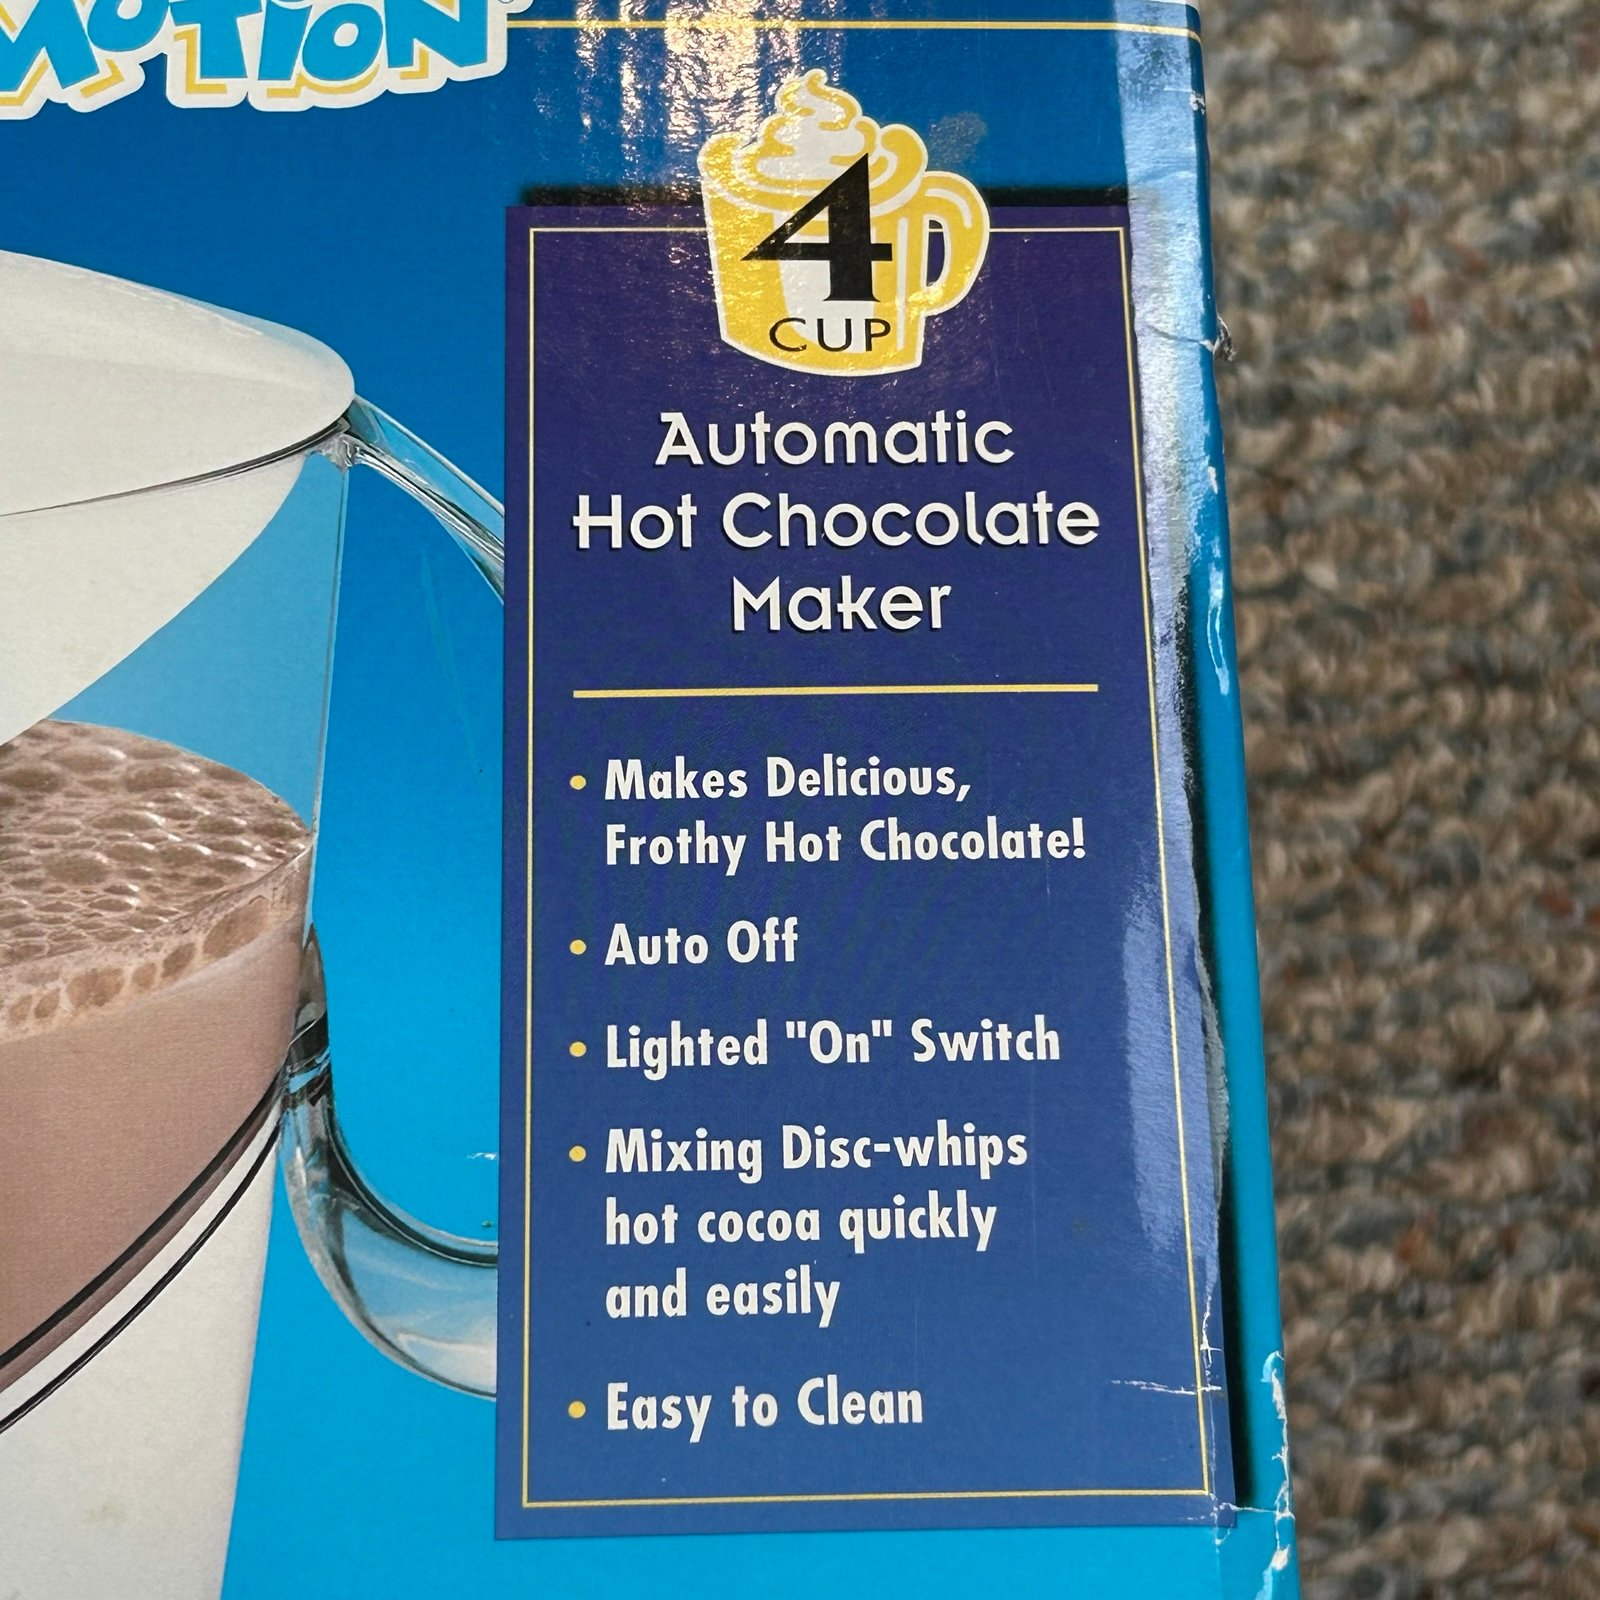 MOTION®
4
CUP
Automatic
Hot Chocolate
Maker
• Makes Delicious,
Frothy Hot Chocolate!
• Auto Off
• Lighted "On" Switch
• Mixing Disc-whips
hot cocoa quickly
and easily
• Easy to Clean